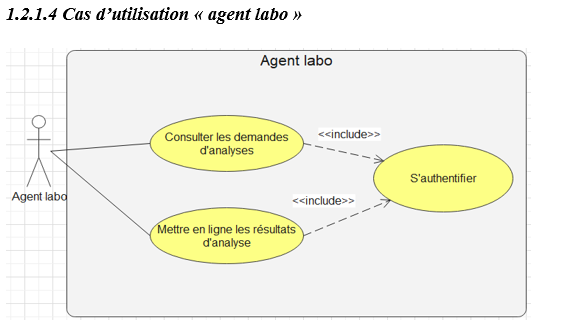 1.2.1.4 Cas d’utilisation « agent labo »
Agent labo
Consulter les demandes
d'analyses
<<include>>
S'authentifier
Agent labo
<<include>>
Mettre en ligne les résultats
d'analyse